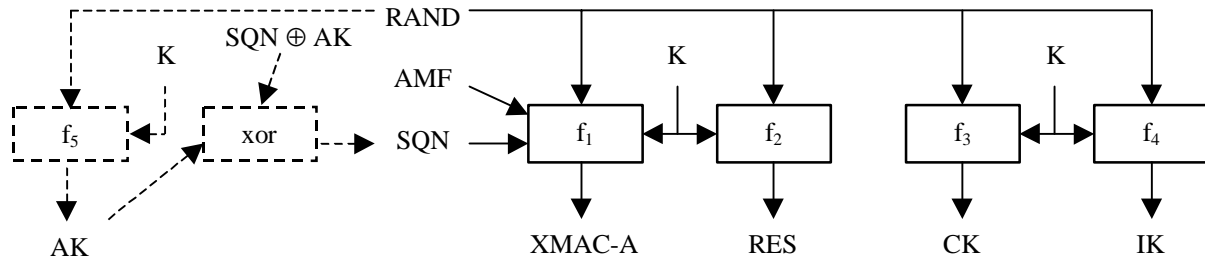 RAND
SQN ⊕ AK
K
K
K
AMF
f5
xor
SQN
f1
f2
f3
f4
AK
XMAC-A
RES
CK
IK